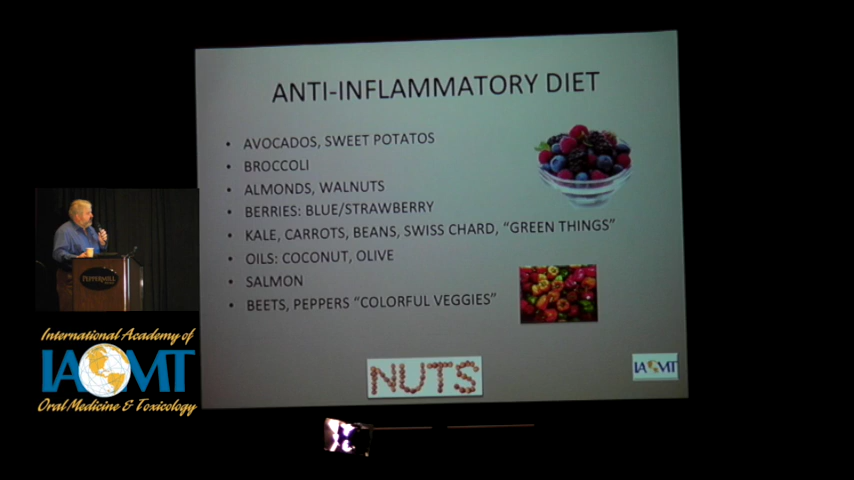 ANTI-INFLAMMATORY DIET
• AVOCADOS, SWEET POTATOS
• BROCCOLI
• ALMONDS, WALNUTS
• BERRIES: BLUE/STRAWBERRY
• KALE, CARROTS, BEANS, SWISS CHARD, “GREEN THINGS”
• OILS: COCONUT, OLIVE
• SALMON
• BEETS, PEPPERS “COLORFUL VEGGIES”
NUTS
IAOMT
PEPPERMILL
International Academy of
IAOMT
Oral Medicine & Toxicology